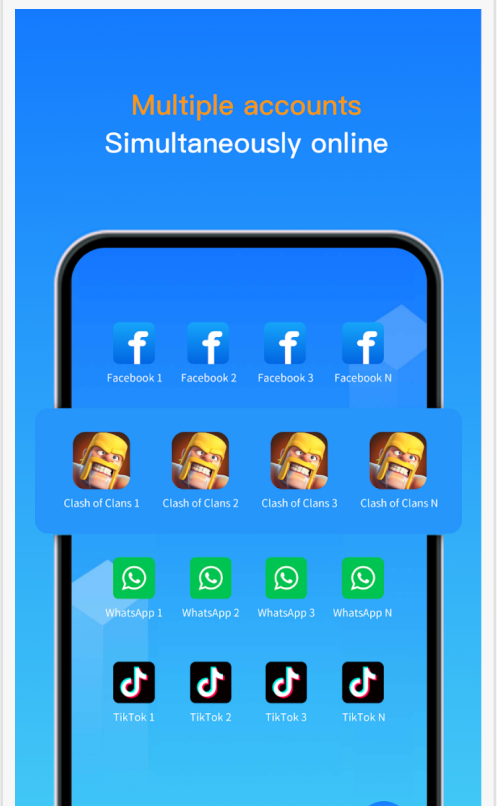 Multiple accounts
Simultaneously online
Facebook 1 Facebook 2 Facebook 3 Facebook N
Clash of Clans 1 Clash of Clans 2 Clash of Clans 3 Clash of Clans N
WhatsApp 1 WhatsApp 2 WhatsApp 3 WhatsApp N
TikTok 1 TikTok 2 TikTok 3 TikTok N